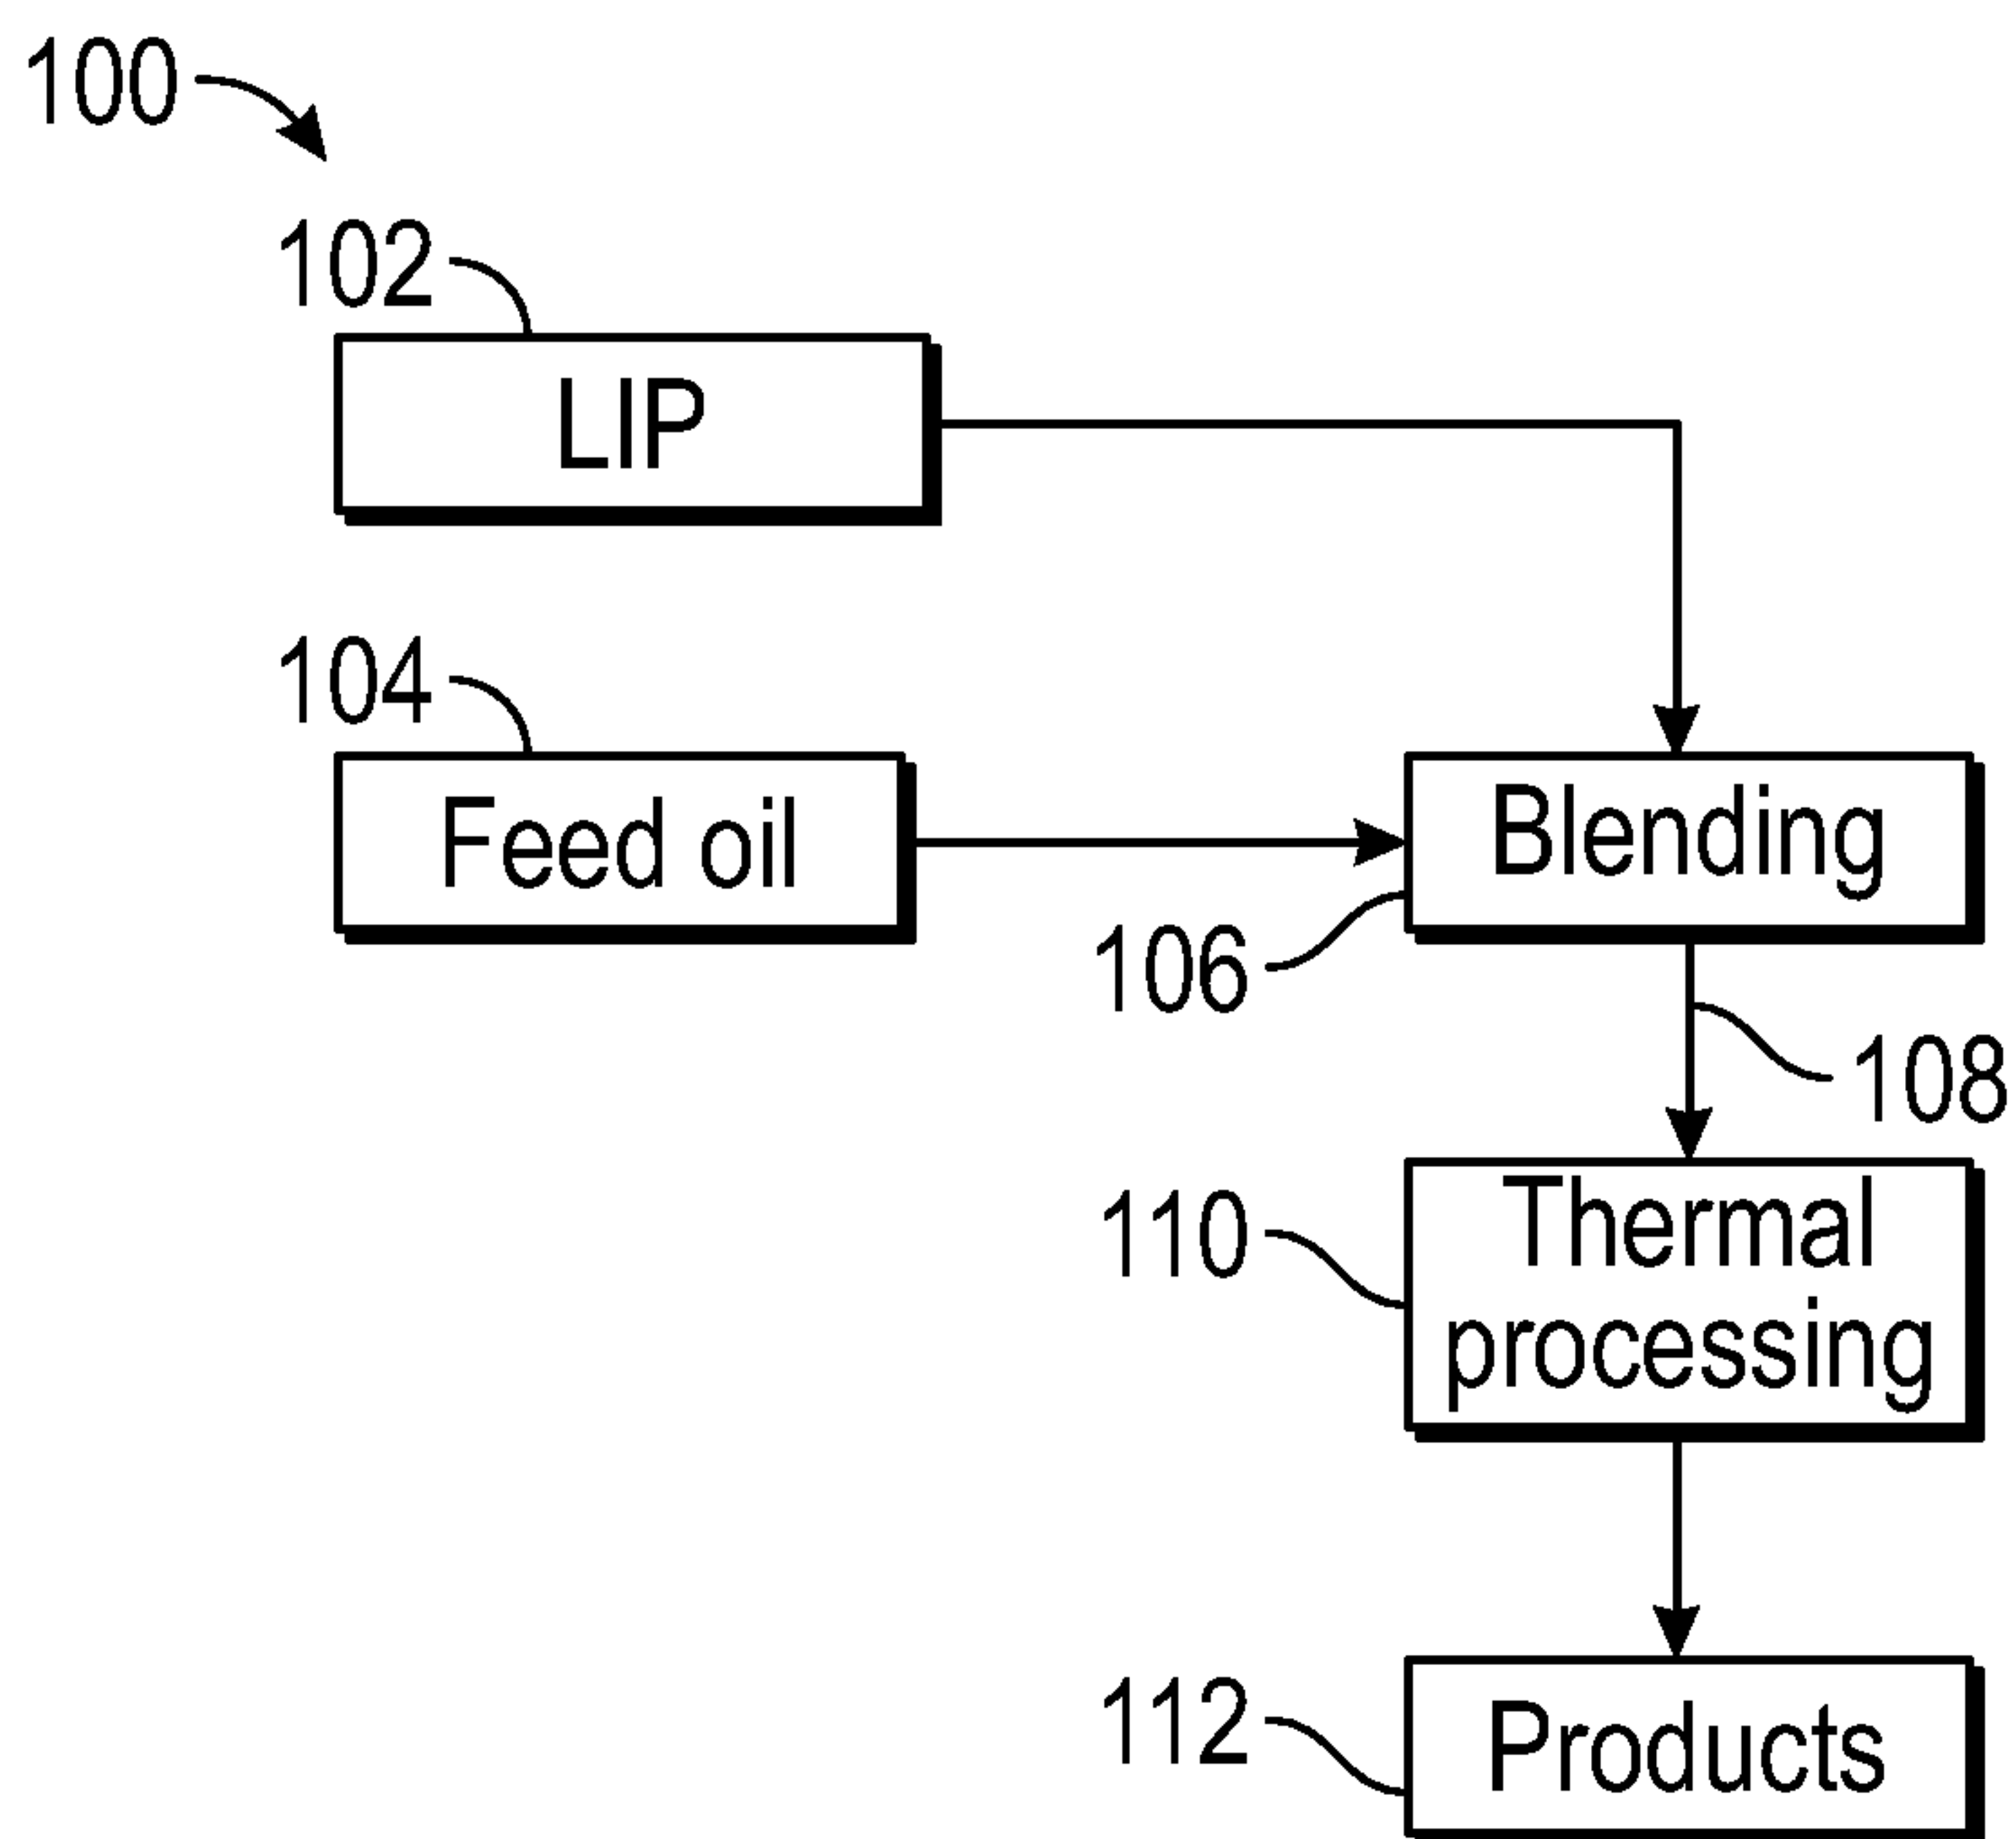 100
102
LIP
104
Feed oil
Blending
106
108
110
Thermal
processing
112
Products